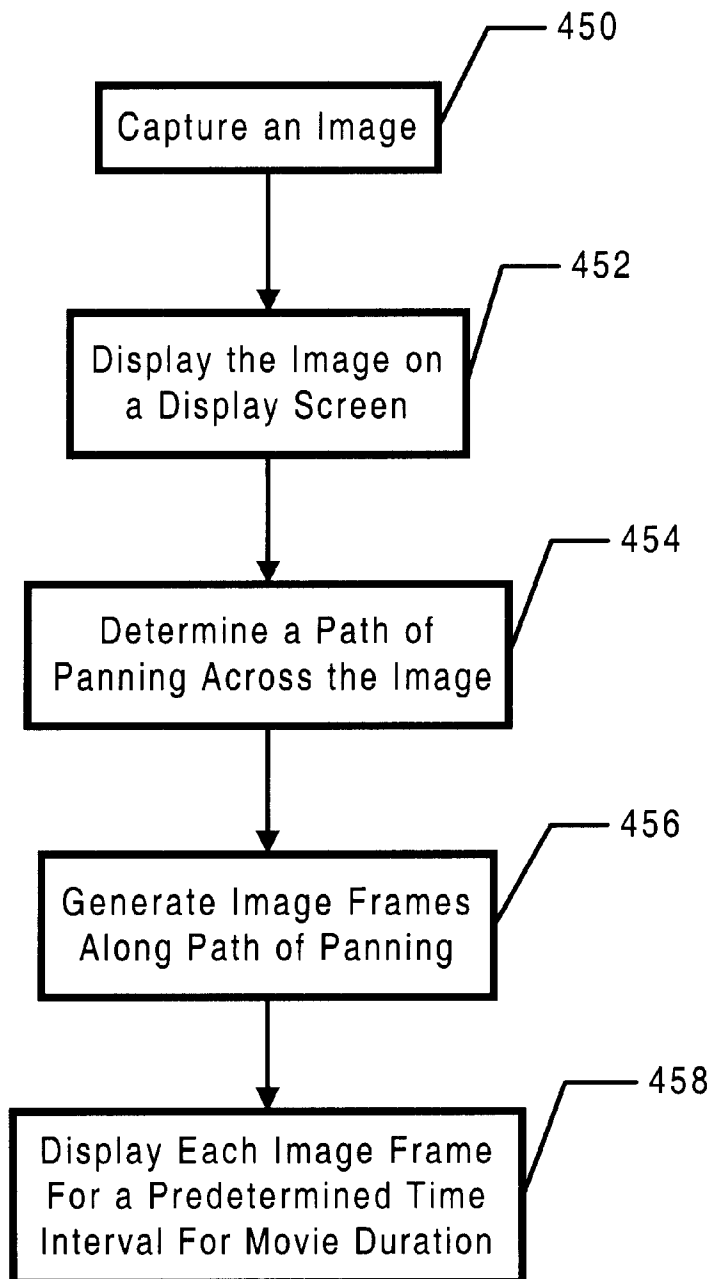 450
Capture an Image
452
Display the Image on
a Display Screen
454
Determine a Path of
Panning Across the Image
456
Generate Image Frames
Along Path of Panning
458
Display Each Image Frame
For a Predetermined Time
Interval For Movie Duration